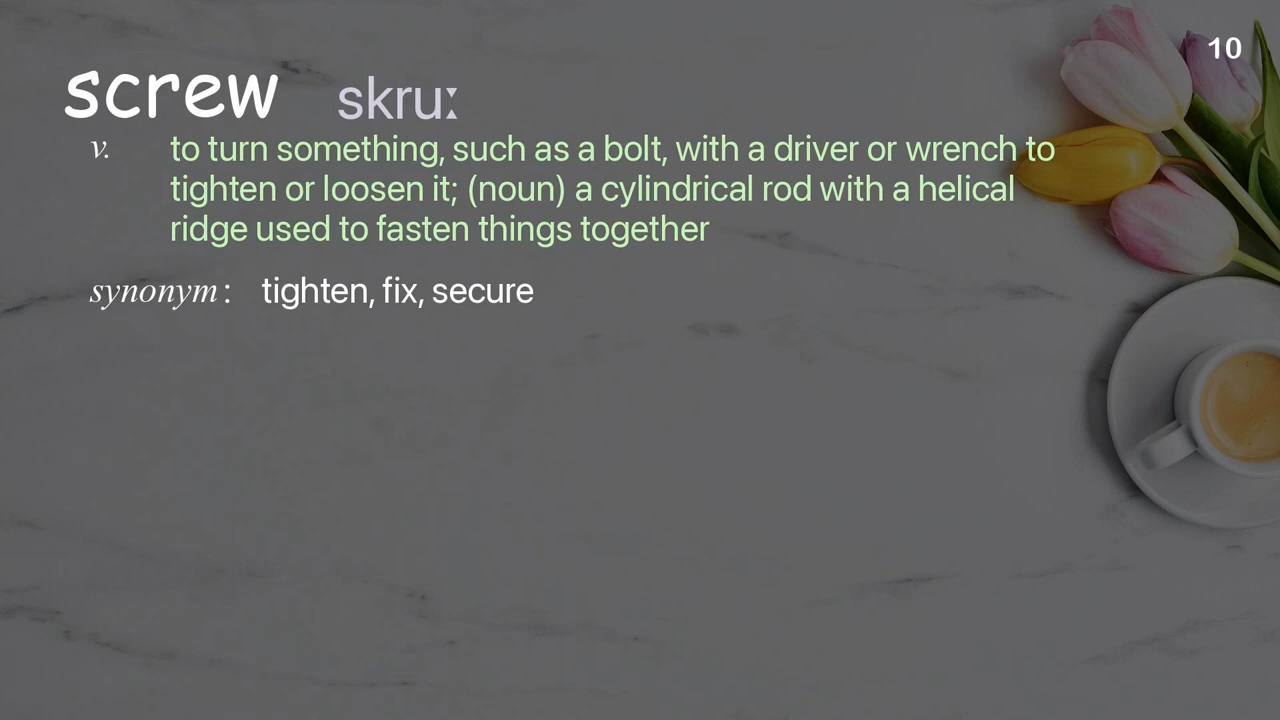 10
screw skruː
v. to turn something, such as a bolt, with a driver or wrench to
tighten or loosen it; (noun) a cylindrical rod with a helical
ridge used to fasten things together
synonym: tighten, fix, secure